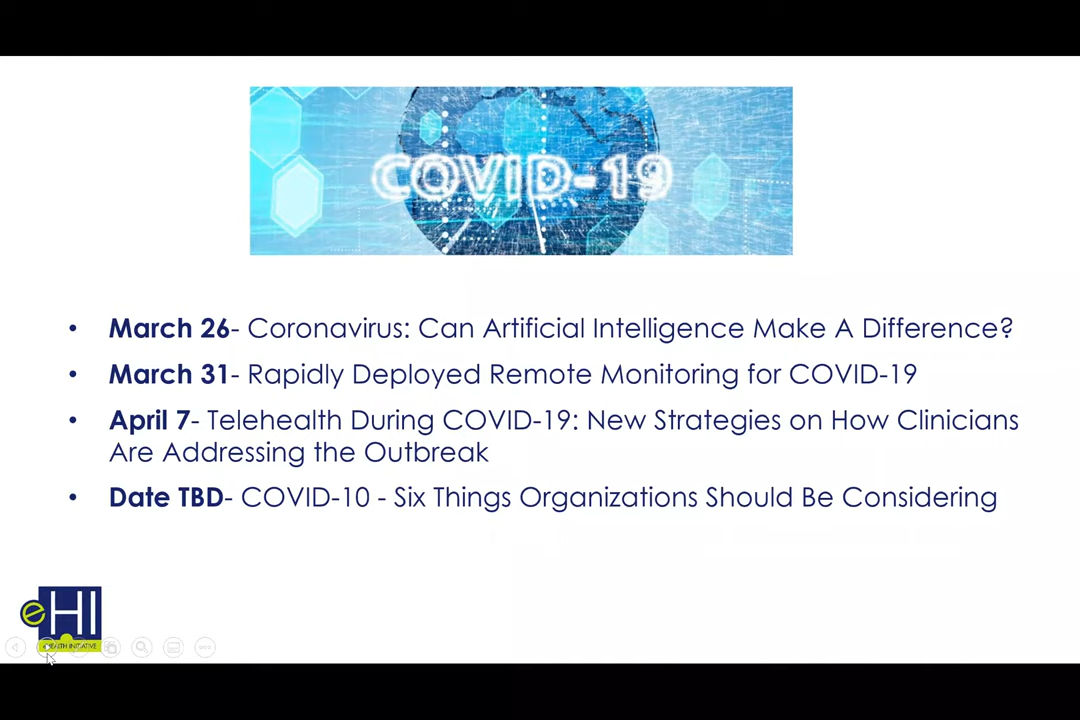 COVID-19
• March 26- Coronavirus: Can Artificial Intelligence Make A Difference?
• March 31- Rapidly Deployed Remote Monitoring for COVID-19
• April 7- Telehealth During COVID-19: New Strategies on How Clinicians
Are Addressing the Outbreak
• Date TBD- COVID-10 - Six Things Organizations Should Be Considering
eHI
eHEALTH INITIATIVE